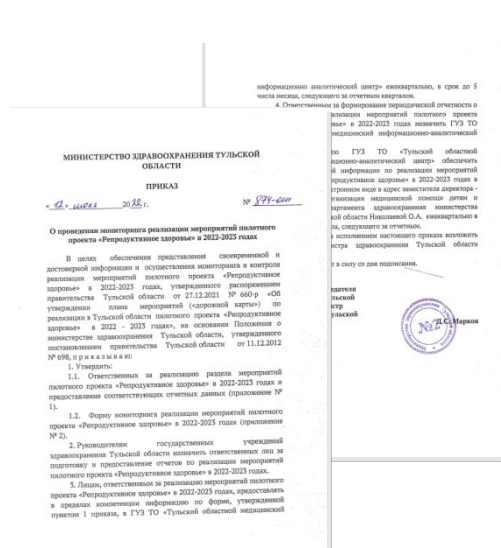 МИНИСТЕРСТВО ЗДРАВООХРАНЕНИЯ ТУЛЬСКОЙ
ОБЛАСТИ
ПРИКАЗ
« 12 » июля 2022 г. № 874-осн
О проведении мониторинга реализации мероприятий пилотного
проекта «Репродуктивное здоровье» в 2022-2023 годах
В целях обеспечения представления своевременной и
достоверной информации и осуществления мониторинга и контроля
реализации мероприятий пилотного проекта «Репродуктивное
здоровье» в 2022-2023 годах, утвержденного распоряжением
правительства Тульской области от 27.12.2021 № 660-р «Об
утверждении плана мероприятий («дорожной карты») по
реализации в Тульской области пилотного проекта «Репродуктивное
здоровье» в 2022 - 2023 годах», на основании Положения о
министерстве здравоохранения Тульской области, утвержденного
постановлением правительства Тульской области от 11.12.2012
№ 698, п р и к а з ы в а ю:
1. Утвердить:
1.1. Ответственных за реализацию раздела мероприятий
пилотного проекта «Репродуктивное здоровье» в 2022-2023 годах и
предоставление соответствующих отчетных данных (приложение №
1).
1.2. Форму мониторинга реализации мероприятий пилотного
проекта «Репродуктивное здоровье» в 2022-2023 годах (приложение
№ 2).
2. Руководителям государственных учреждений
здравоохранения Тульской области назначить ответственных лиц за
подготовку и предоставление отчетов по реализации мероприятий
пилотного проекта «Репродуктивное здоровье» в 2022-2023 годах.
3. Лицам, ответственным за реализацию мероприятий пилотного
проекта «Репродуктивное здоровье» в 2022-2023 годах, предоставлять
в пределах компетенции информацию по форме, утвержденной
пунктом 1 приказа, в ГУЗ ТО «Тульский областной медицинский
информационно аналитический центр» ежеквартально, в срок до 5
числа месяца, следующего за отчетным кварталом.
4. Ответственным за формирование периодической отчетности о
реализации мероприятий пилотного проекта
в 2022-2023 годах назначить ГУЗ ТО
медицинский информационно-аналитический
ГУЗ ТО «Тульский областной
центр» обеспечить
информации по реализации мероприятий
здоровье» в 2022-2023 годах в
электронном виде в адрес заместителя директора -
медицинской помощи детям и
департамента здравоохранения министерства
области Николаевой О.А. ежеквартально в
следующего за отчетным.
исполнением настоящего приказа возложить
здравоохранения Тульской области
в силу со дня подписания.
Д.С. Марков
№2